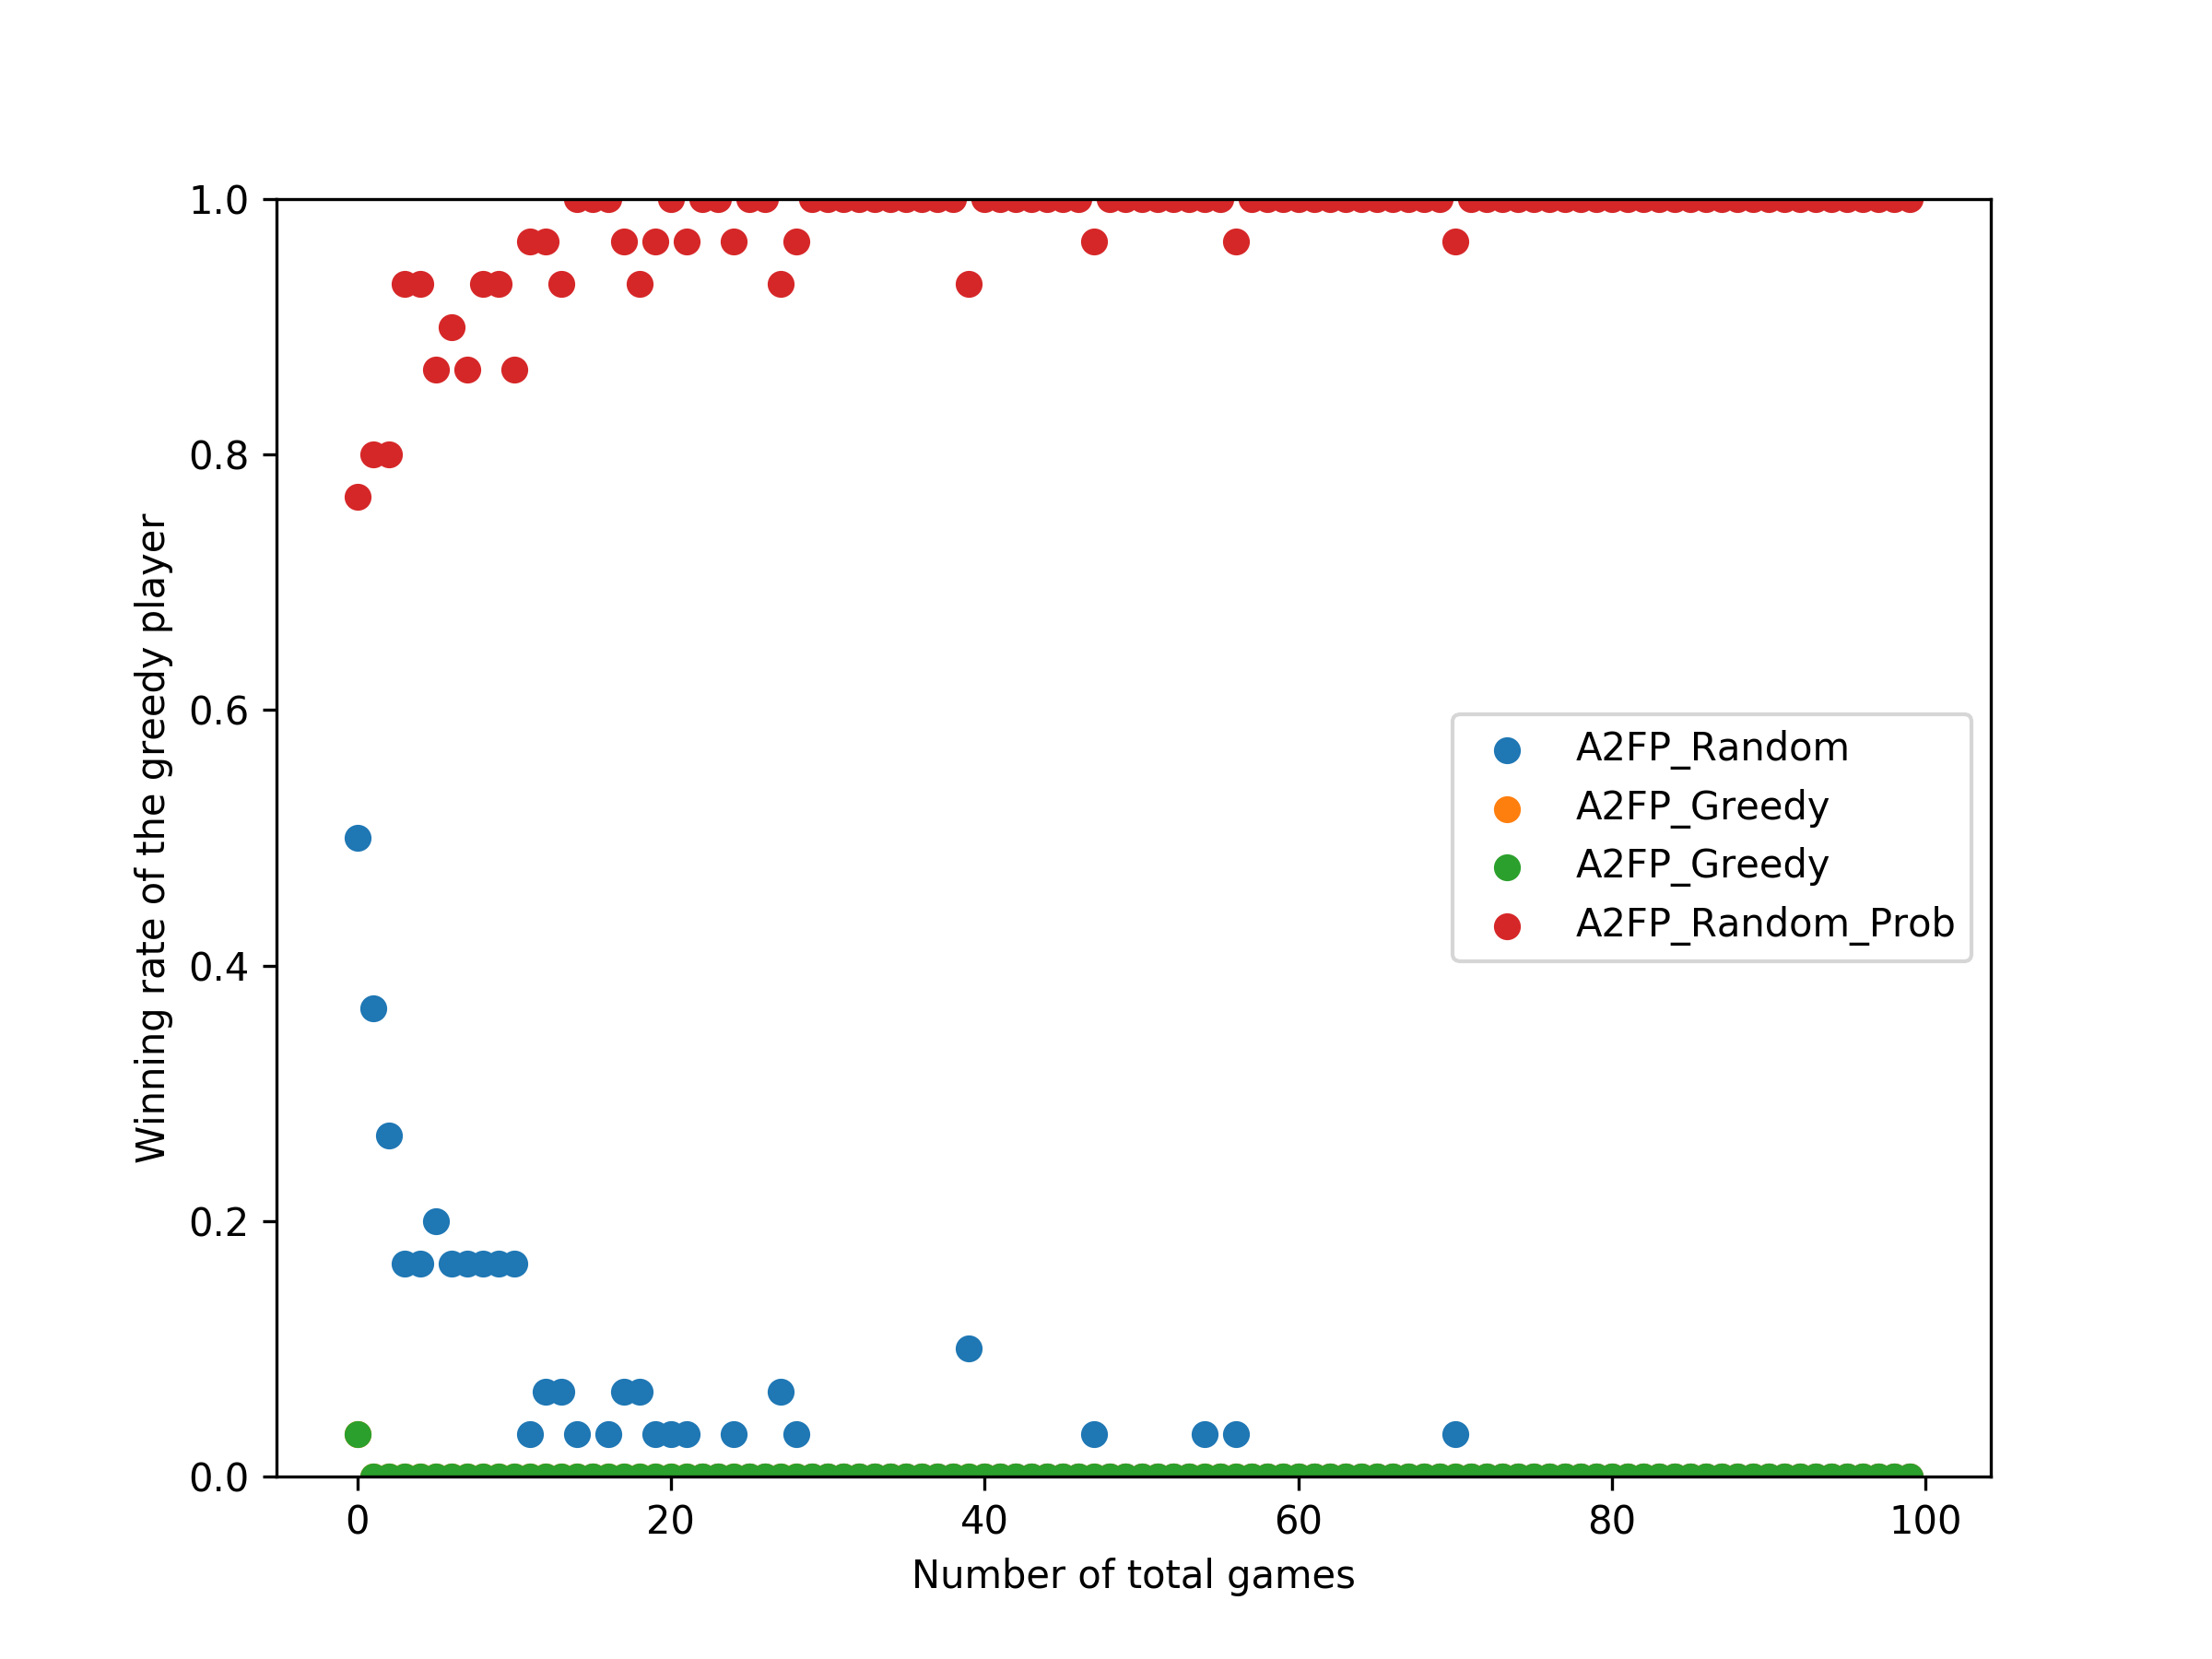 1.0
0.8
0.6
0.4
0.2
0.0
Winning rate of the greedy player
A2FP_Random
A2FP_Greedy
A2FP_Greedy
A2FP_Random_Prob
0 20 40 60 80 100
Number of total games